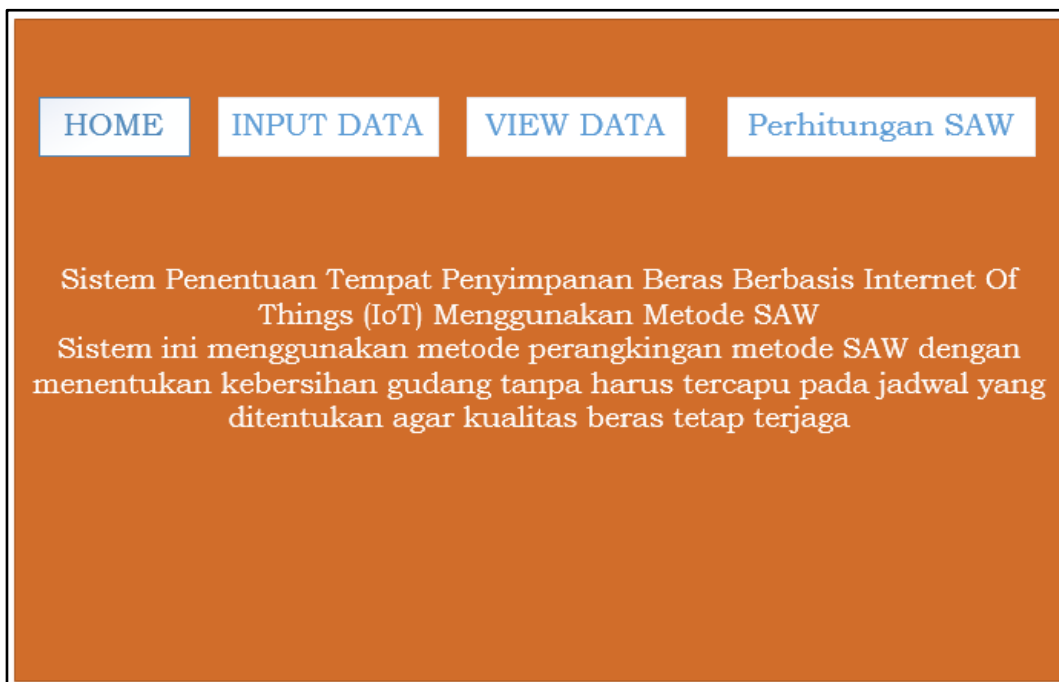 HOME INPUT DATA VIEW DATA Perhitungan SAW
Sistem Penentuan Tempat Penyimpanan Beras Berbasis Internet Of
Things (IoT) Menggunakan Metode SAW
Sistem ini menggunakan metode perangkingan metode SAW dengan
menentukan kebersihan gudang tanpa harus tercapu pada jadwal yang
ditentukan agar kualitas beras tetap terjaga